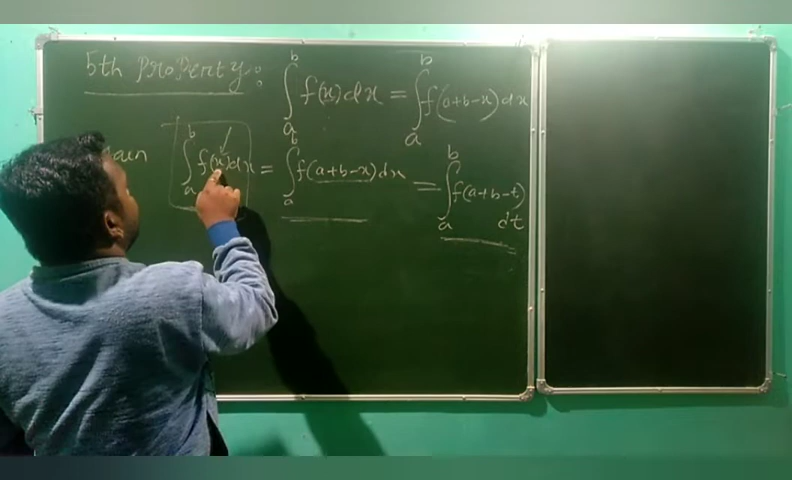 5th Property:
∫ₐᵇ f(x)dx = ∫ₐᵇ f(a+b-x)dx
∫ₐᵇ f(x)dx = ∫ₐᵇ f(a+b-x)dx = ∫ₐᵇ f(a+b-t)
dt